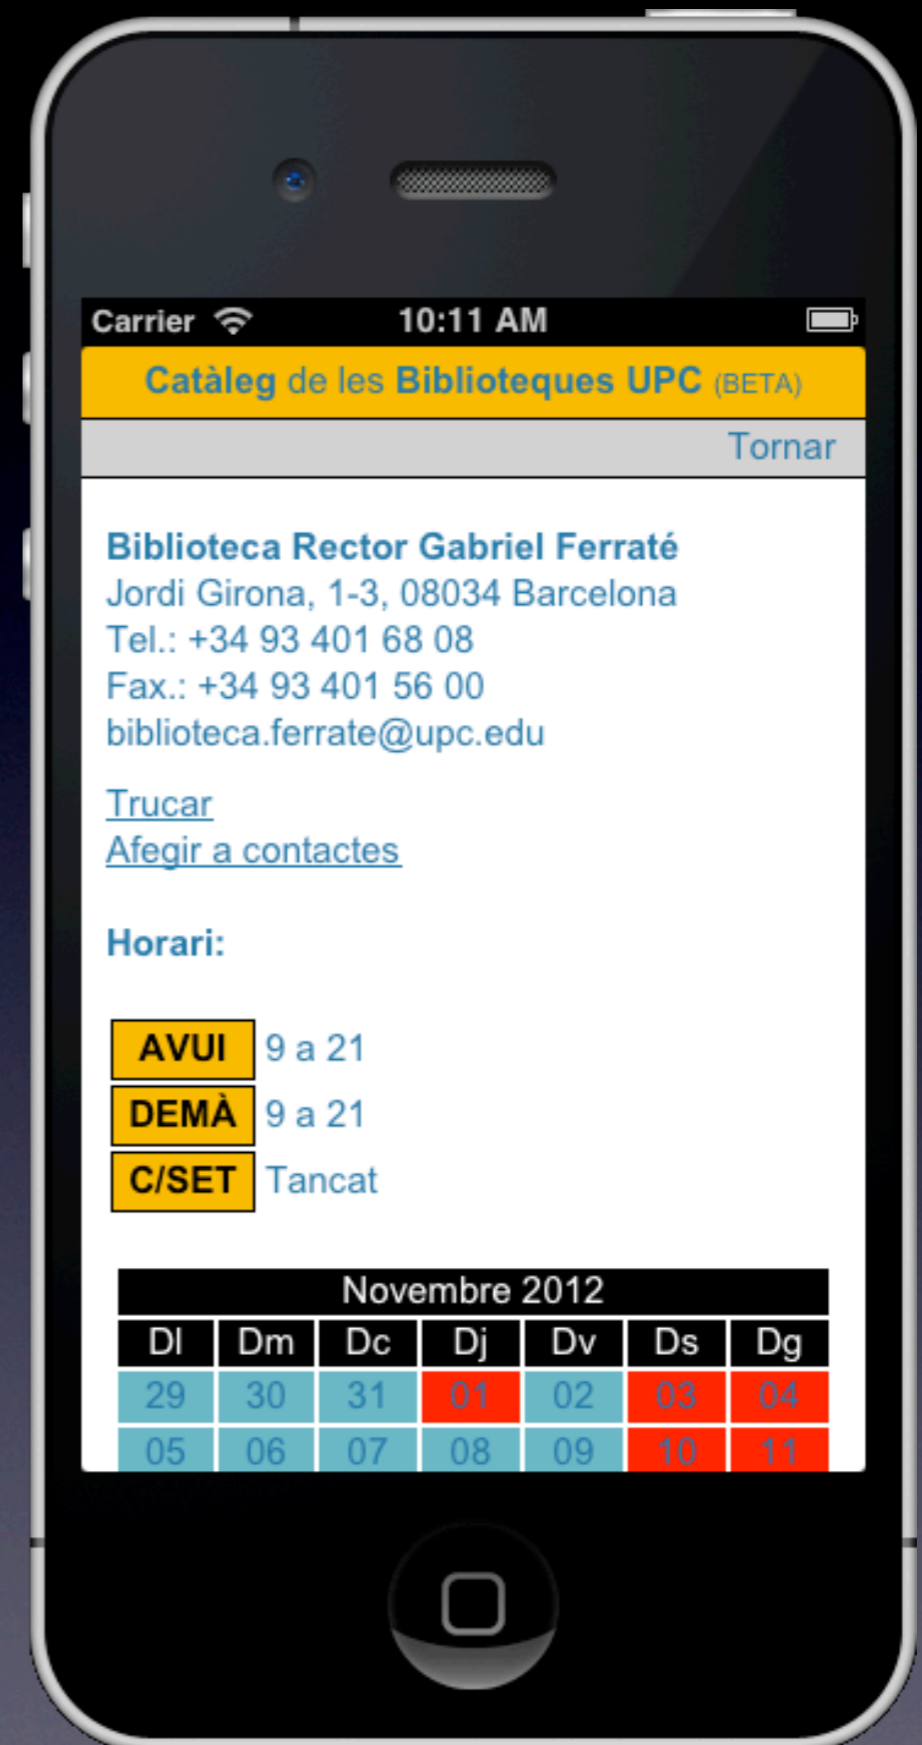 Carrier 10:11 AM
Catàleg de les Biblioteques UPC (BETA)
Tornar
Biblioteca Rector Gabriel Ferraté
Jordi Girona, 1-3, 08034 Barcelona
Tel.: +34 93 401 68 08
Fax.: +34 93 401 56 00
biblioteca.ferrate@upc.edu
Trucar
Afegir a contactes
Horari:
AVUI 9 a 21
DEMÀ 9 a 21
C/SET Tancat
Novembre 2012
Dl Dm Dc Dj Dv Ds Dg
29 30 31 01 02 03 04
05 06 07 08 09 10 11